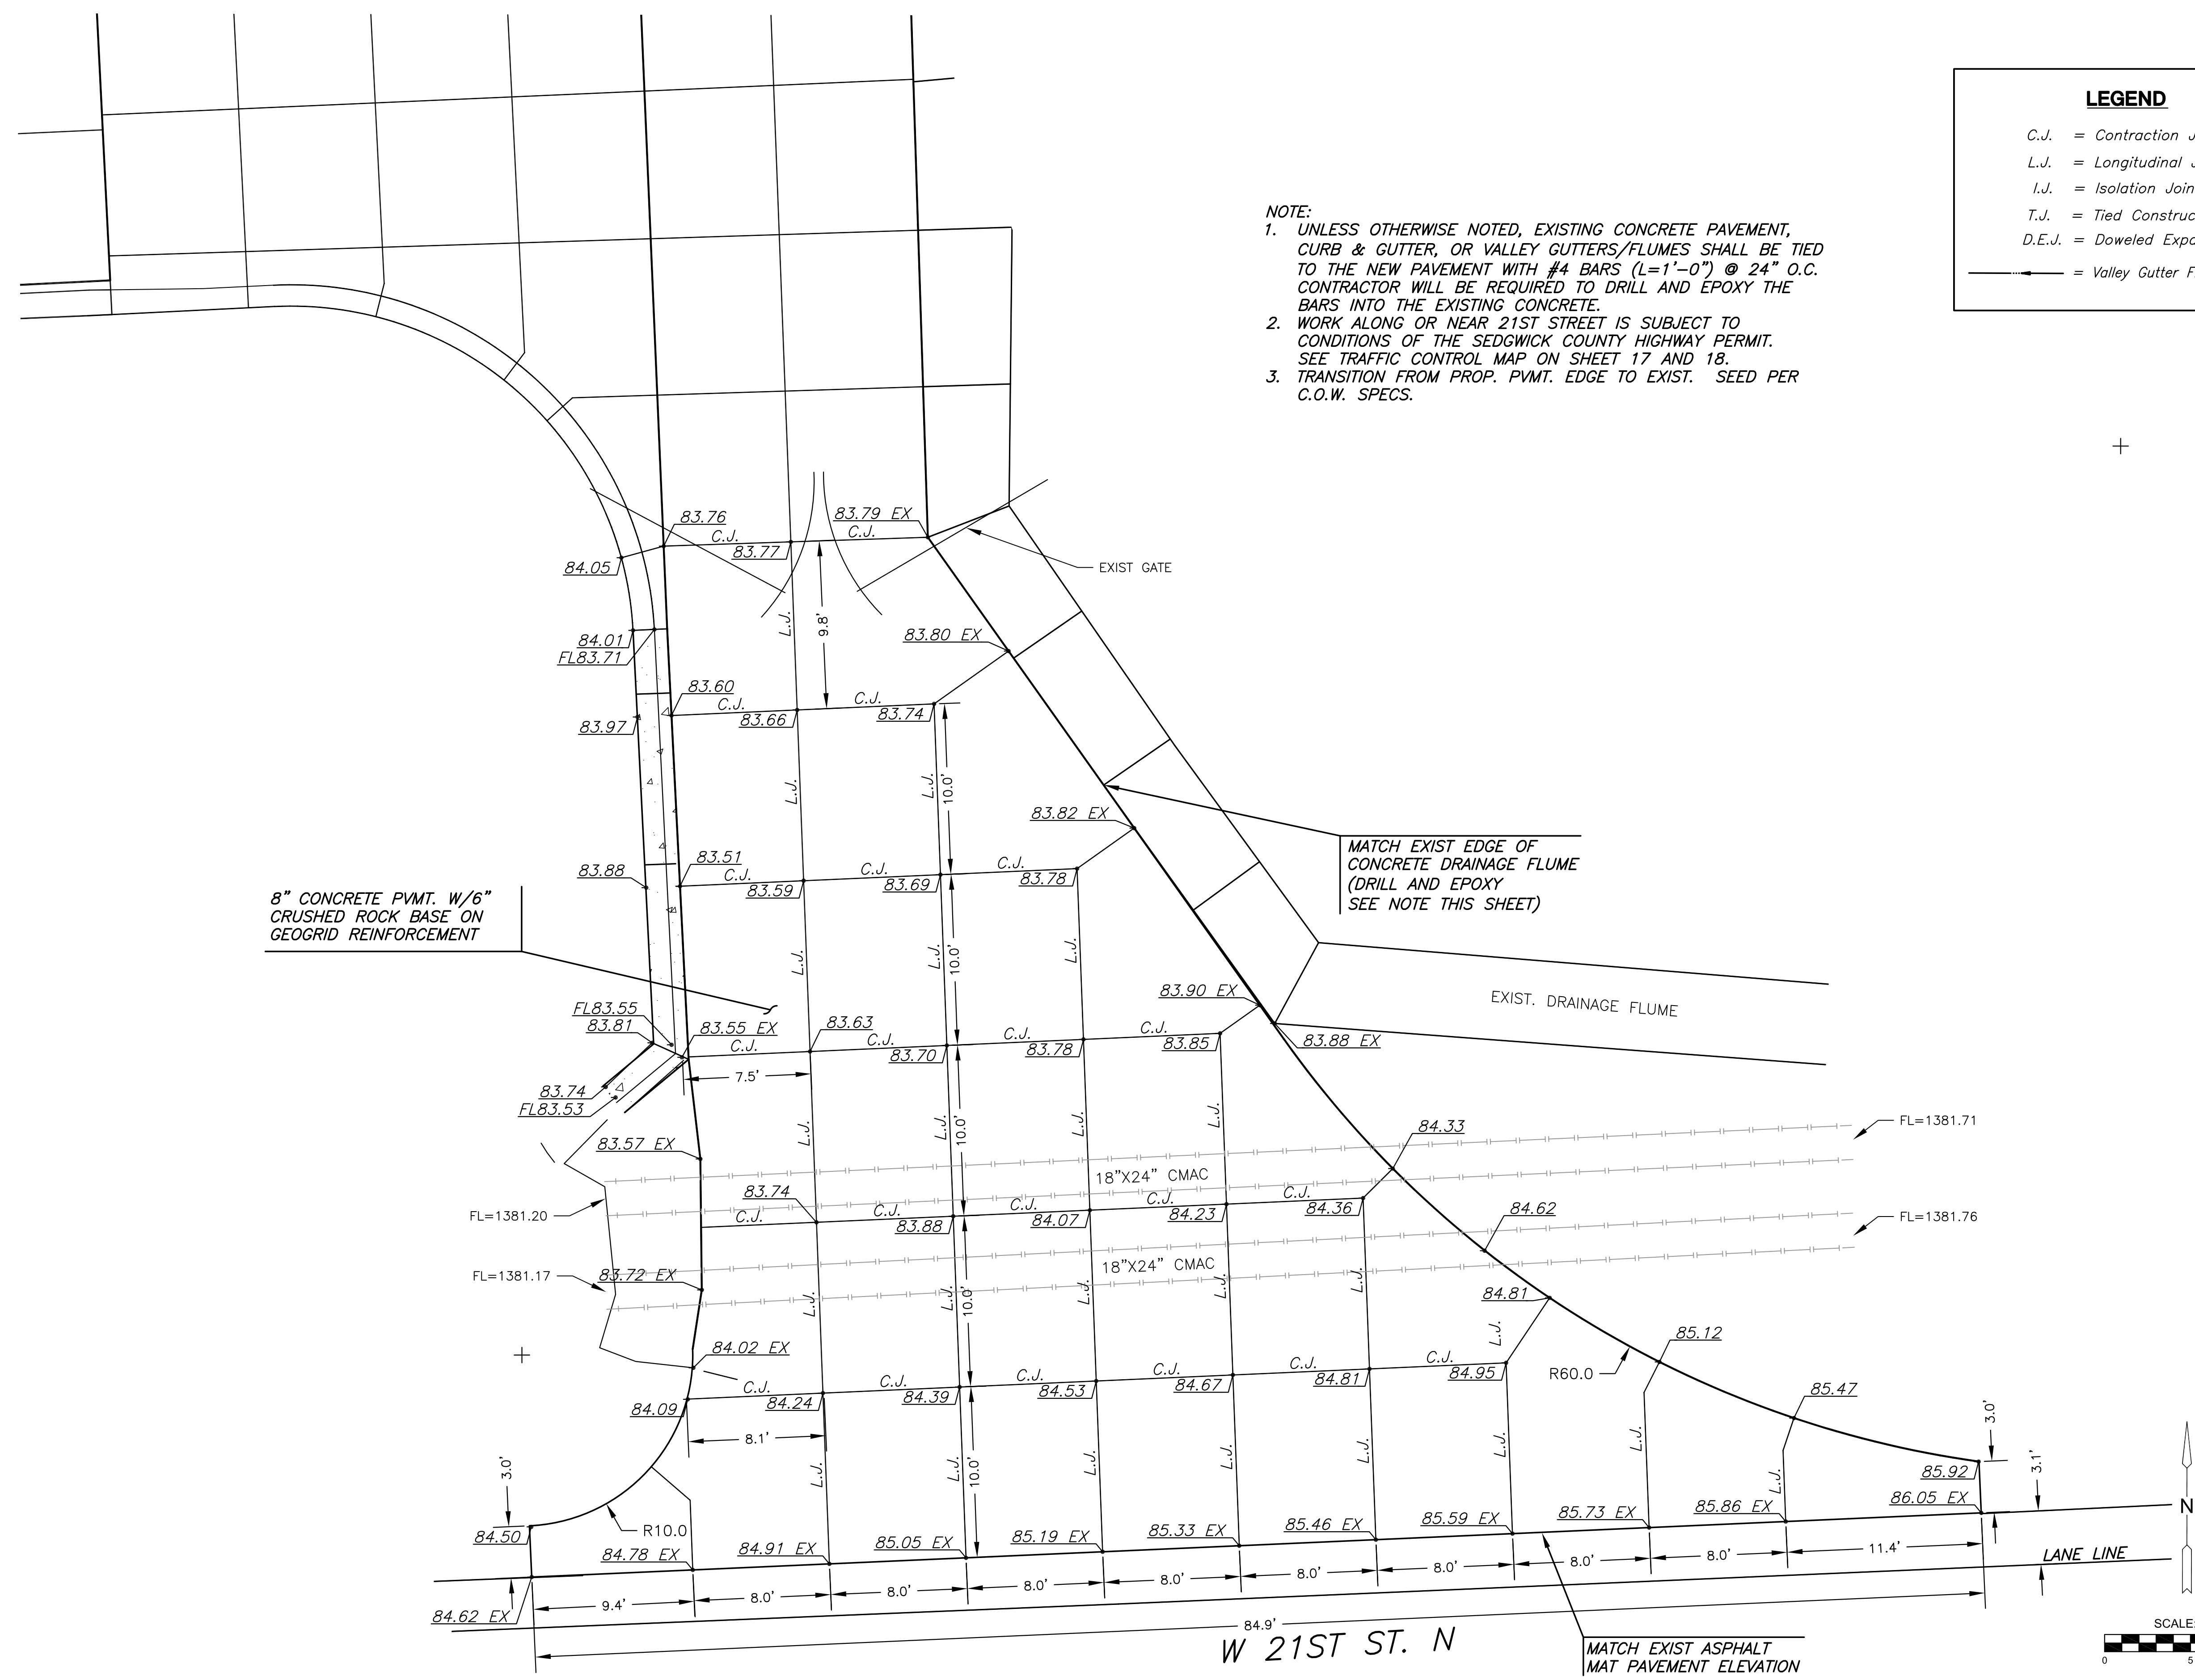 LEGEND
C.J. = Contraction J
L.J. = Longitudinal J
I.J. = Isolation Join
T.J. = Tied Construc
D.E.J. = Doweled Expa
= Valley Gutter F
NOTE:
1. UNLESS OTHERWISE NOTED, EXISTING CONCRETE PAVEMENT,
CURB & GUTTER, OR VALLEY GUTTERS/FLUMES SHALL BE TIED
TO THE NEW PAVEMENT WITH #4 BARS (L=1'-0") @ 24" O.C.
CONTRACTOR WILL BE REQUIRED TO DRILL AND EPOXY THE
BARS INTO THE EXISTING CONCRETE.
2. WORK ALONG OR NEAR 21ST STREET IS SUBJECT TO
CONDITIONS OF THE SEDGWICK COUNTY HIGHWAY PERMIT.
SEE TRAFFIC CONTROL MAP ON SHEET 17 AND 18.
3. TRANSITION FROM PROP. PVMT. EDGE TO EXIST. SEED PER
C.O.W. SPECS.
83.76
83.79 EX
C.J.
C.J.
83.77
84.05
EXIST GATE
L.J.
9.8'
84.01
83.80 EX
FL83.71
83.60
C.J.
C.J.
83.97
83.66
83.74
L.J.
L.J.
10.0'
83.82 EX
83.51
83.88
C.J.
C.J.
C.J.
83.59
83.69
83.78
MATCH EXIST EDGE OF
CONCRETE DRAINAGE FLUME
(DRILL AND EPOXY
SEE NOTE THIS SHEET)
8" CONCRETE PVMT. W/6"
CRUSHED ROCK BASE ON
GEOGRID REINFORCEMENT
L.J.
L.J.
10.0'
L.J.
83.90 EX
EXIST. DRAINAGE FLUME
FL83.55
83.81
83.55 EX
83.63
C.J.
C.J.
C.J.
C.J.
83.70
83.78
83.85
83.88 EX
7.5'
83.74
FL83.53
L.J.
L.J.
10.0'
L.J.
L.J.
84.33
FL=1381.71
83.57 EX
18"X24" CMAC
83.74
C.J.
C.J.
C.J.
C.J.
C.J.
83.88
84.07
84.23
84.36
84.62
FL=1381.20
FL=1381.76
18"X24" CMAC
FL=1381.17
83.72 EX
L.J.
L.J.
10.0'
L.J.
L.J.
L.J.
84.81
L.J.
85.12
84.02 EX
R60.0
C.J.
C.J.
C.J.
C.J.
C.J.
C.J.
84.09
84.24
84.39
84.53
84.67
84.81
84.95
85.47
8.1'
3.0'
3.0'
3.1'
L.J.
L.J.
10.0'
L.J.
L.J.
L.J.
L.J.
L.J.
L.J.
85.92
84.50
R10.0
84.78 EX
84.91 EX
85.05 EX
85.19 EX
85.33 EX
85.46 EX
85.59 EX
85.73 EX
85.86 EX
86.05 EX
N
84.62 EX
9.4'
8.0'
8.0'
8.0'
8.0'
8.0'
8.0'
8.0'
8.0'
11.4'
LANE LINE
84.9'
W 21ST ST. N
MATCH EXIST ASPHALT
MAT PAVEMENT ELEVATION
SCALE:
0 5